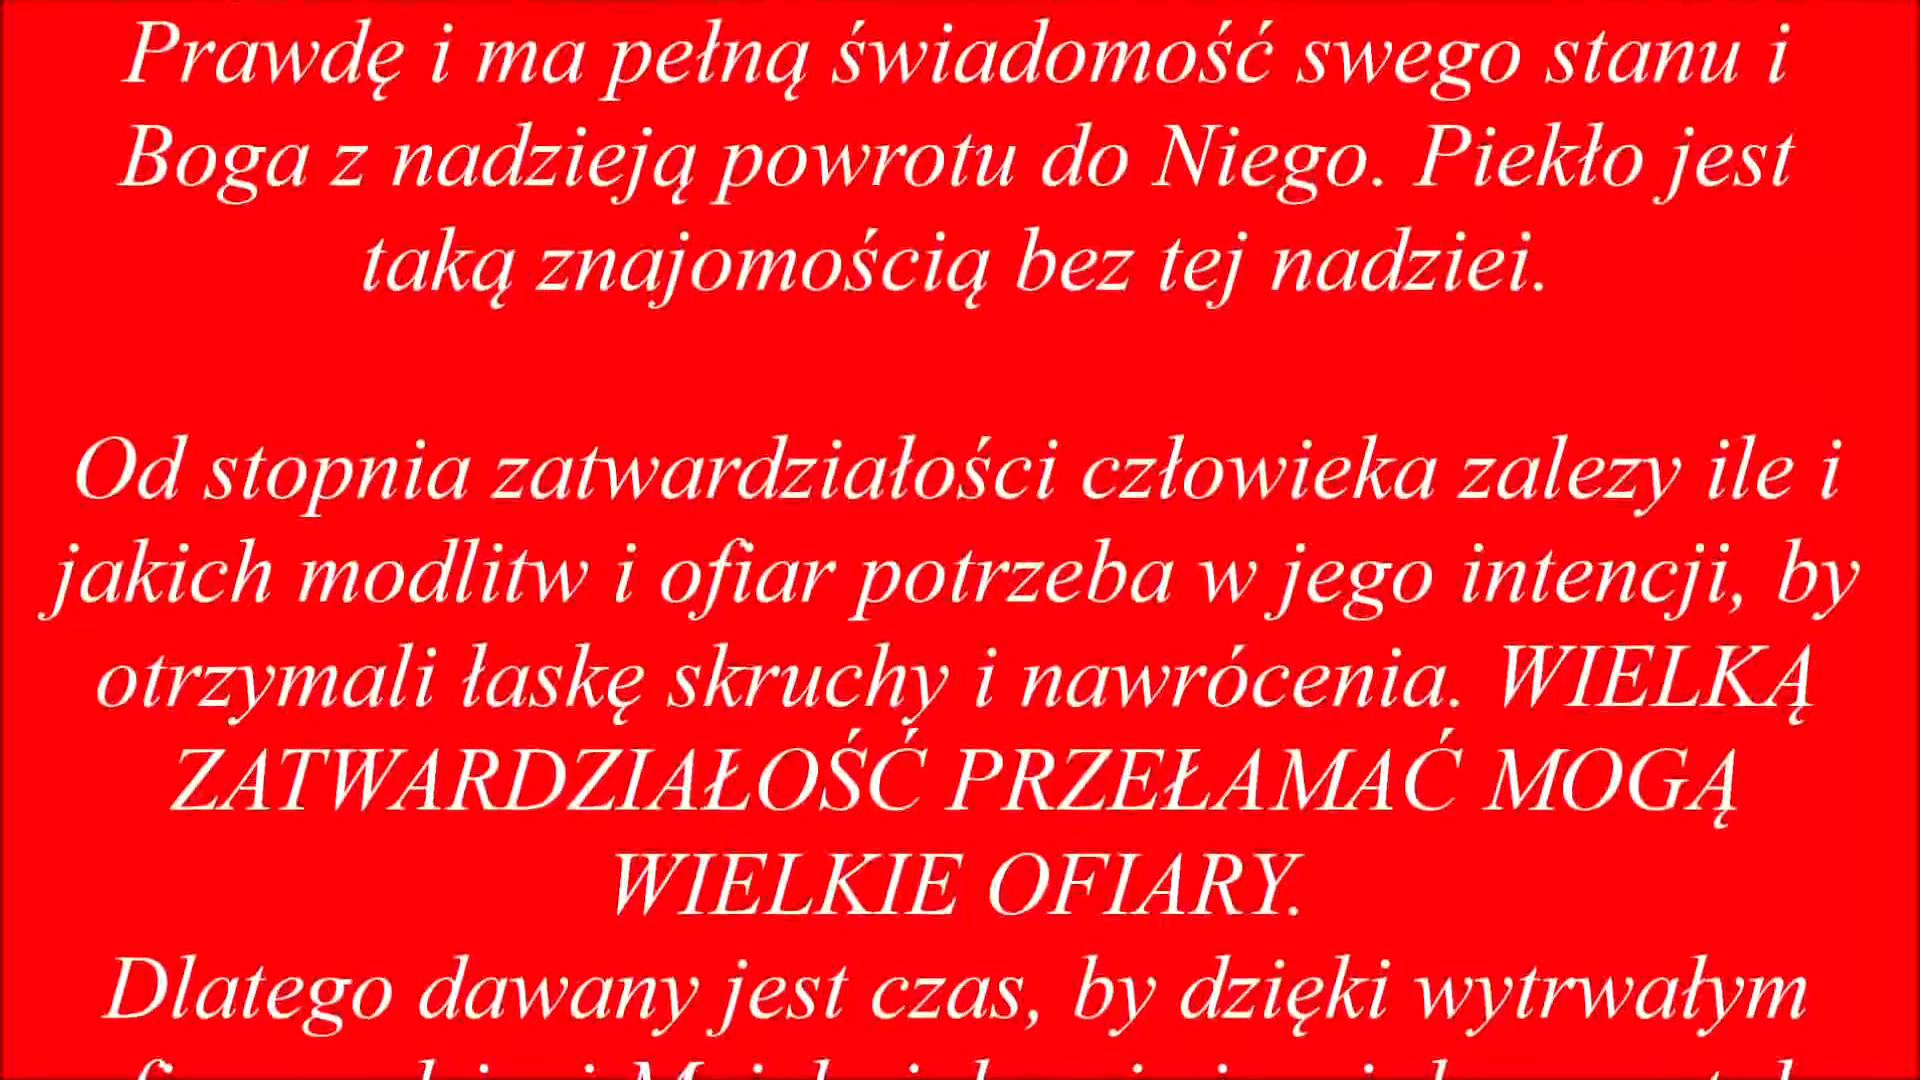 Prawdę i ma pełną świadomość swego stanu i
Boga z nadzieją powrotu do Niego. Piekło jest
taką znajomością bez tej nadziei.
Od stopnia zatwardziałości człowieka zalezy ile i
jakich modlitw i ofiar potrzeba w jego intencji, by
otrzymali łaskę skruchy i nawrócenia. WIELKĄ
ZATWARDZIAŁOŚĆ PRZEŁAMAĆ MOGĄ
WIELKIE OFIARY.
Dlatego dawany jest czas, by dzięki wytrwałym